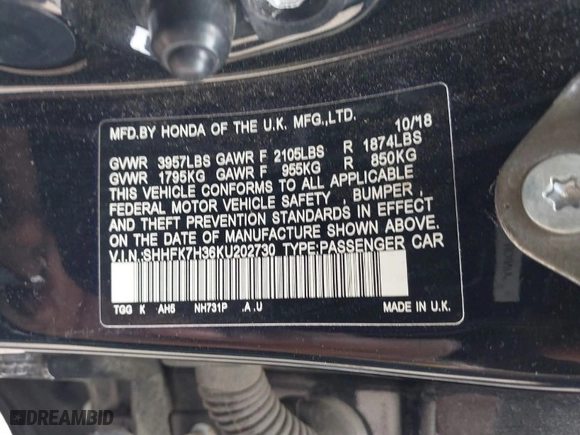 MFD.BY HONDA OF THE U.K. MFG.,LTD. 10/18
GVWR 3957LBS GAWR F 2105LBS R 1874LBS
GVWR 1795KG GAWR F 955KG R 850KG
THIS VEHICLE CONFORMS TO ALL APPLICABLE
FEDERAL MOTOR VEHICLE SAFETY , BUMPER ,
AND THEFT PREVENTION STANDARDS IN EFFECT
ON THE DATE OF MANUFACTURE SHOWN ABOVE.
V.I.N.:SHHFK7H36KU202730 TYPE:PASSENGER CAR
TGG K AH5 NH731P .A .U MADE IN U.K.
DREAMBID